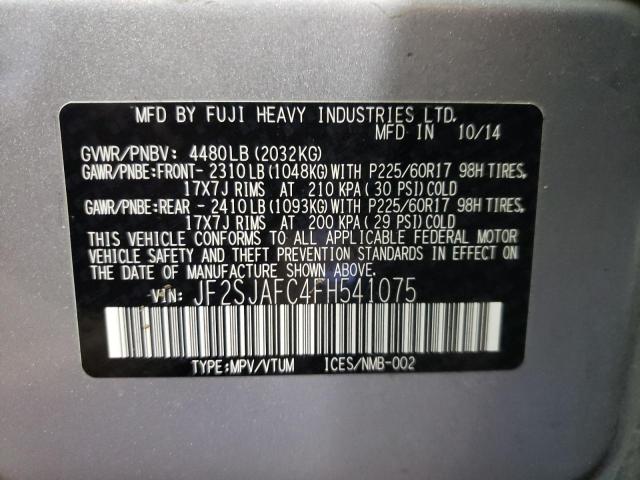 MFD BY FUJI HEAVY INDUSTRIES LTD.
MFD IN 10/14
GVWR/PNBV: 4480LB (2032KG)
GAWR/PNBE:FRONT- 2310LB (1048KG)WITH P225/60R17 98H TIRES,
17X7J RIMS AT 210 KPA (30 PSI)COLD
GAWR/PNBE:REAR - 2410LB (1093KG)WITH P225/60R17 98H TIRES,
17X7J RIMS AT 200 KPA (29 PSI)COLD
THIS VEHICLE CONFORMS TO ALL APPLICABLE FEDERAL MOTOR
VEHICLE SAFETY AND THEFT PREVENTION STANDARDS IN EFFECT ON
THE DATE OF MANUFACTURE SHOWN ABOVE.
VIN: JF2SJAFC4FH541075
TYPE:MPV/VTUM ICES/NMB-002